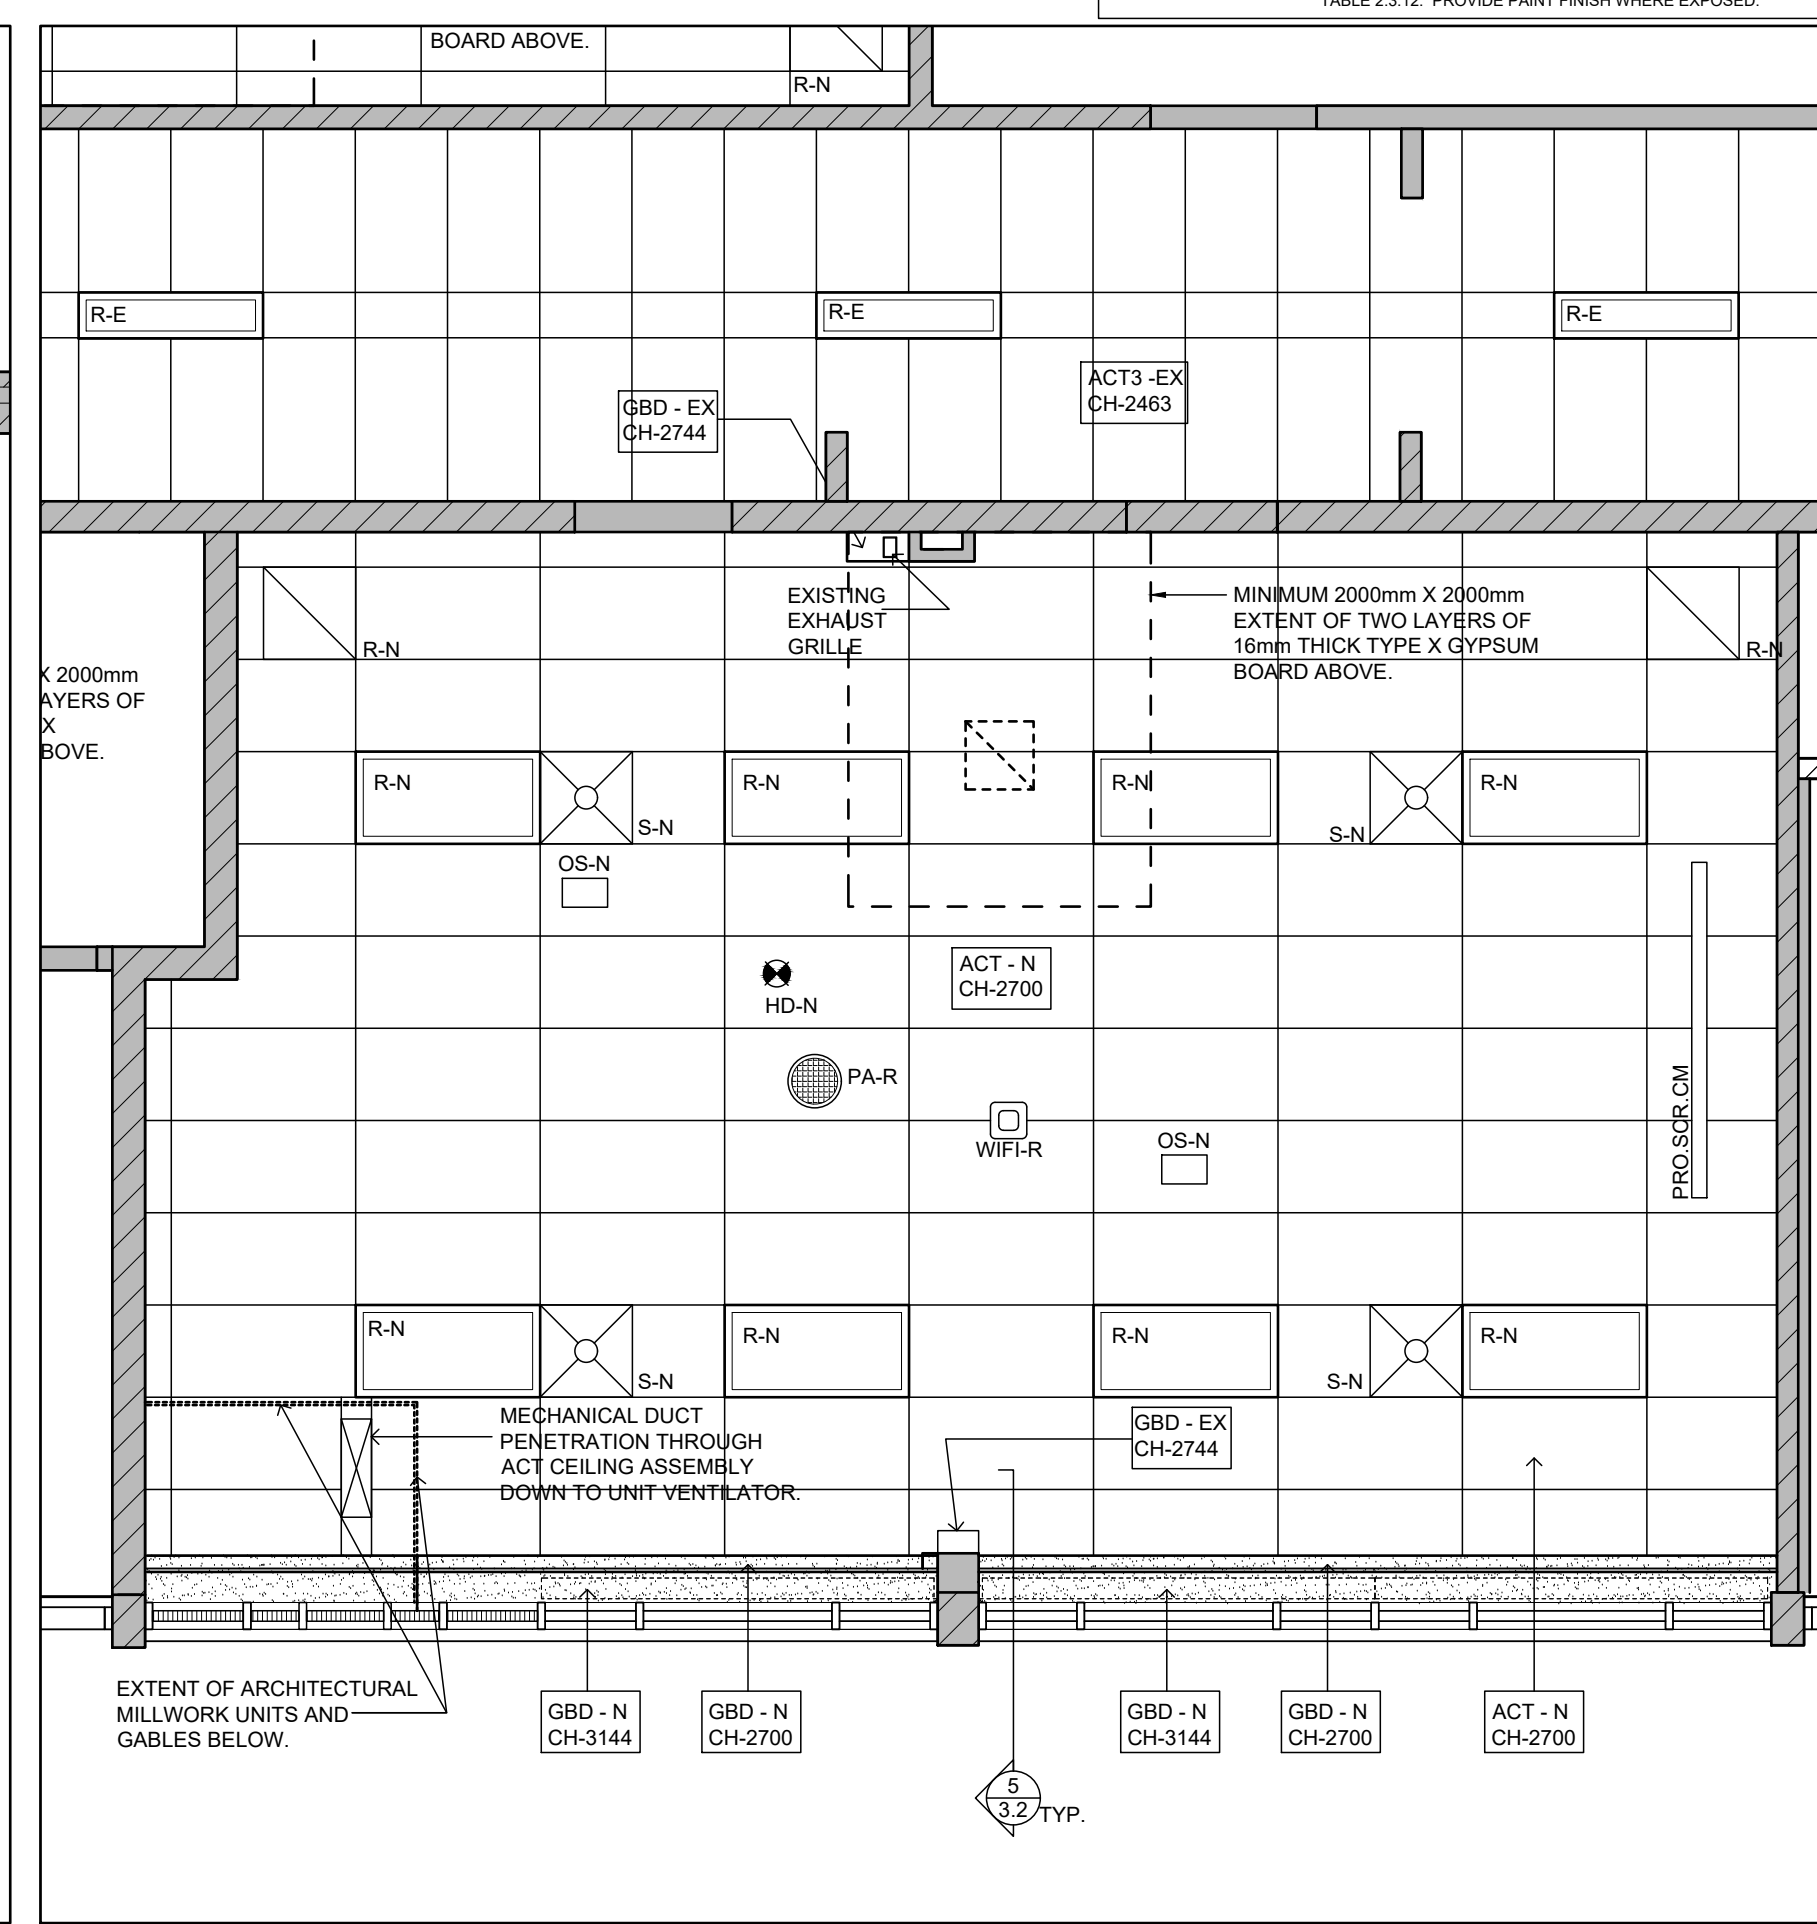 TABLE 2.3.12. PROVIDE PAINT FINISH WHERE EXPOSED.
BOARD ABOVE.
R-N
R-E
R-E
R-E
ACT3 -EX
CH-2463
GBD - EX
CH-2744
EXISTING
EXHAUST
GRILLE
MINIMUM 2000mm X 2000mm
EXTENT OF TWO LAYERS OF
16mm THICK TYPE X GYPSUM
BOARD ABOVE.
R-N
R-N
X 2000mm
AYERS OF
X
BOVE.
R-N
R-N
R-N
R-N
S-N
S-N
OS-N
ACT - N
CH-2700
HD-N
PA-R
WIFI-R
OS-N
PRO.SCR.CM
R-N
R-N
R-N
R-N
S-N
S-N
MECHANICAL DUCT
PENETRATION THROUGH
ACT CEILING ASSEMBLY
DOWN TO UNIT VENTILATOR.
GBD - EX
CH-2744
EXTENT OF ARCHITECTURAL
MILLWORK UNITS AND
GABLES BELOW.
GBD - N
CH-3144
GBD - N
CH-2700
GBD - N
CH-3144
GBD - N
CH-2700
ACT - N
CH-2700
5
3.2
TYP.